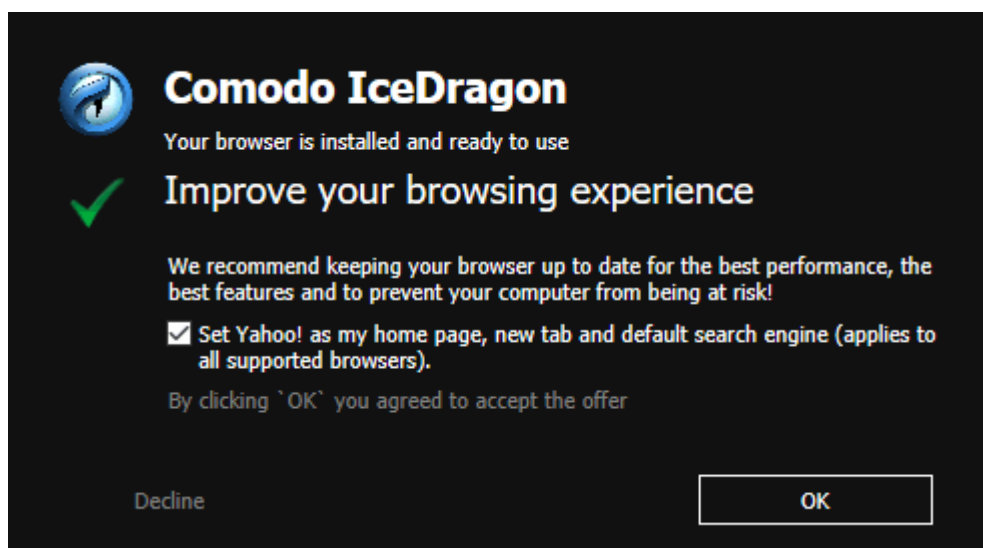 Comodo IceDragon
Your browser is installed and ready to use
Improve your browsing experience
We recommend keeping your browser up to date for the best performance, the
best features and to prevent your computer from being at risk!
Set Yahoo! as my home page, new tab and default search engine (applies to
all supported browsers).
By clicking `OK` you agreed to accept the offer
Decline
OK